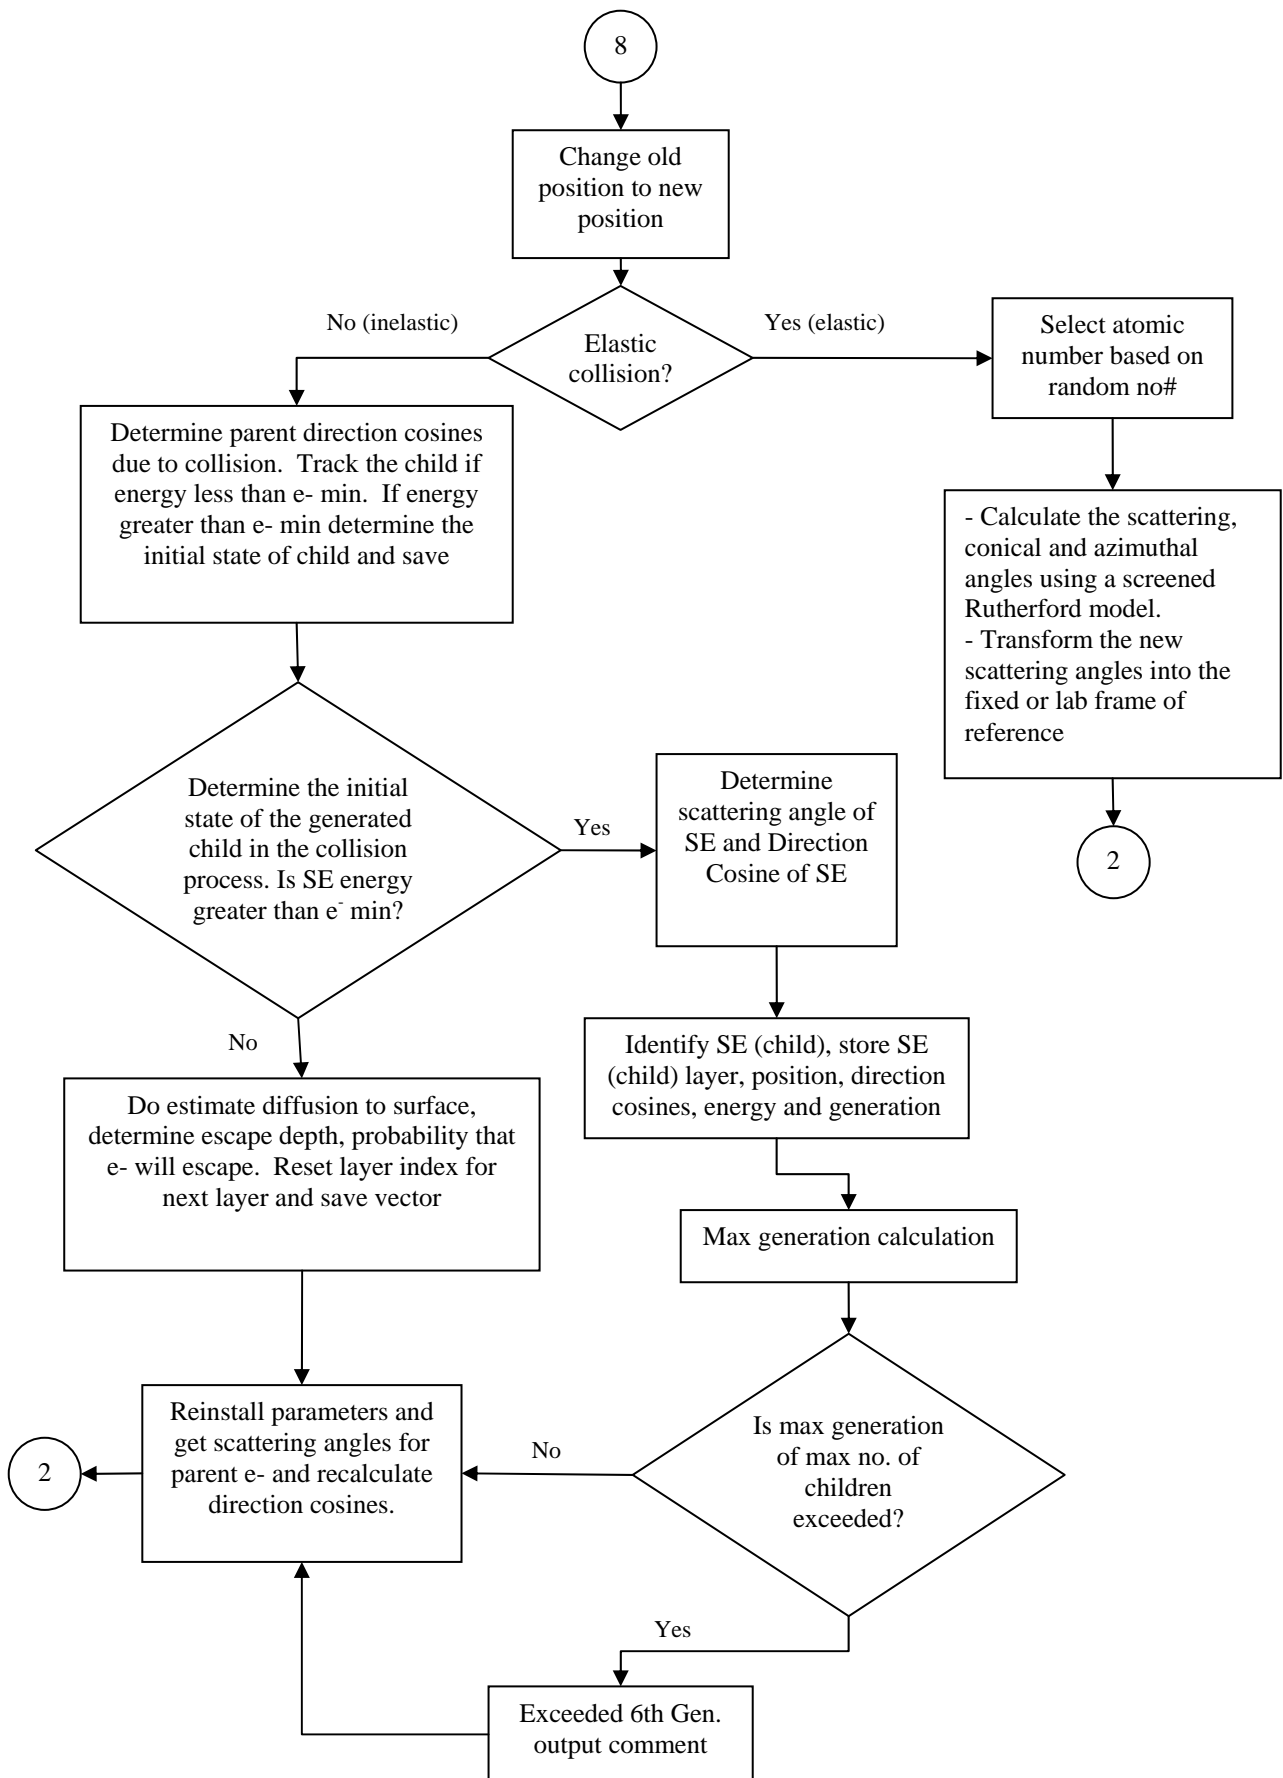 8
Change old
position to new
position
No (inelastic)
Yes (elastic)
Elastic
collision?
Select atomic
number based on
random no#
Determine parent direction cosines
due to collision.  Track the child if
energy less than e- min.  If energy
greater than e- min determine the
initial state of child and save
- Calculate the scattering,
conical and azimuthal
angles using a screened
Rutherford model.
- Transform the new
scattering angles into the
fixed or lab frame of
reference
2
Determine the initial
state of the generated
child in the collision
process. Is SE energy
greater than e⁻ min?
Yes
Determine
scattering angle of
SE and Direction
Cosine of SE
No
Identify SE (child), store SE
(child) layer, position, direction
cosines, energy and generation
Do estimate diffusion to surface,
determine escape depth, probability that
e- will escape.  Reset layer index for
next layer and save vector
Max generation calculation
Is max generation
of max no. of
children
exceeded?
No
Reinstall parameters and
get scattering angles for
parent e- and recalculate
direction cosines.
2
Yes
Exceeded 6th Gen.
output comment